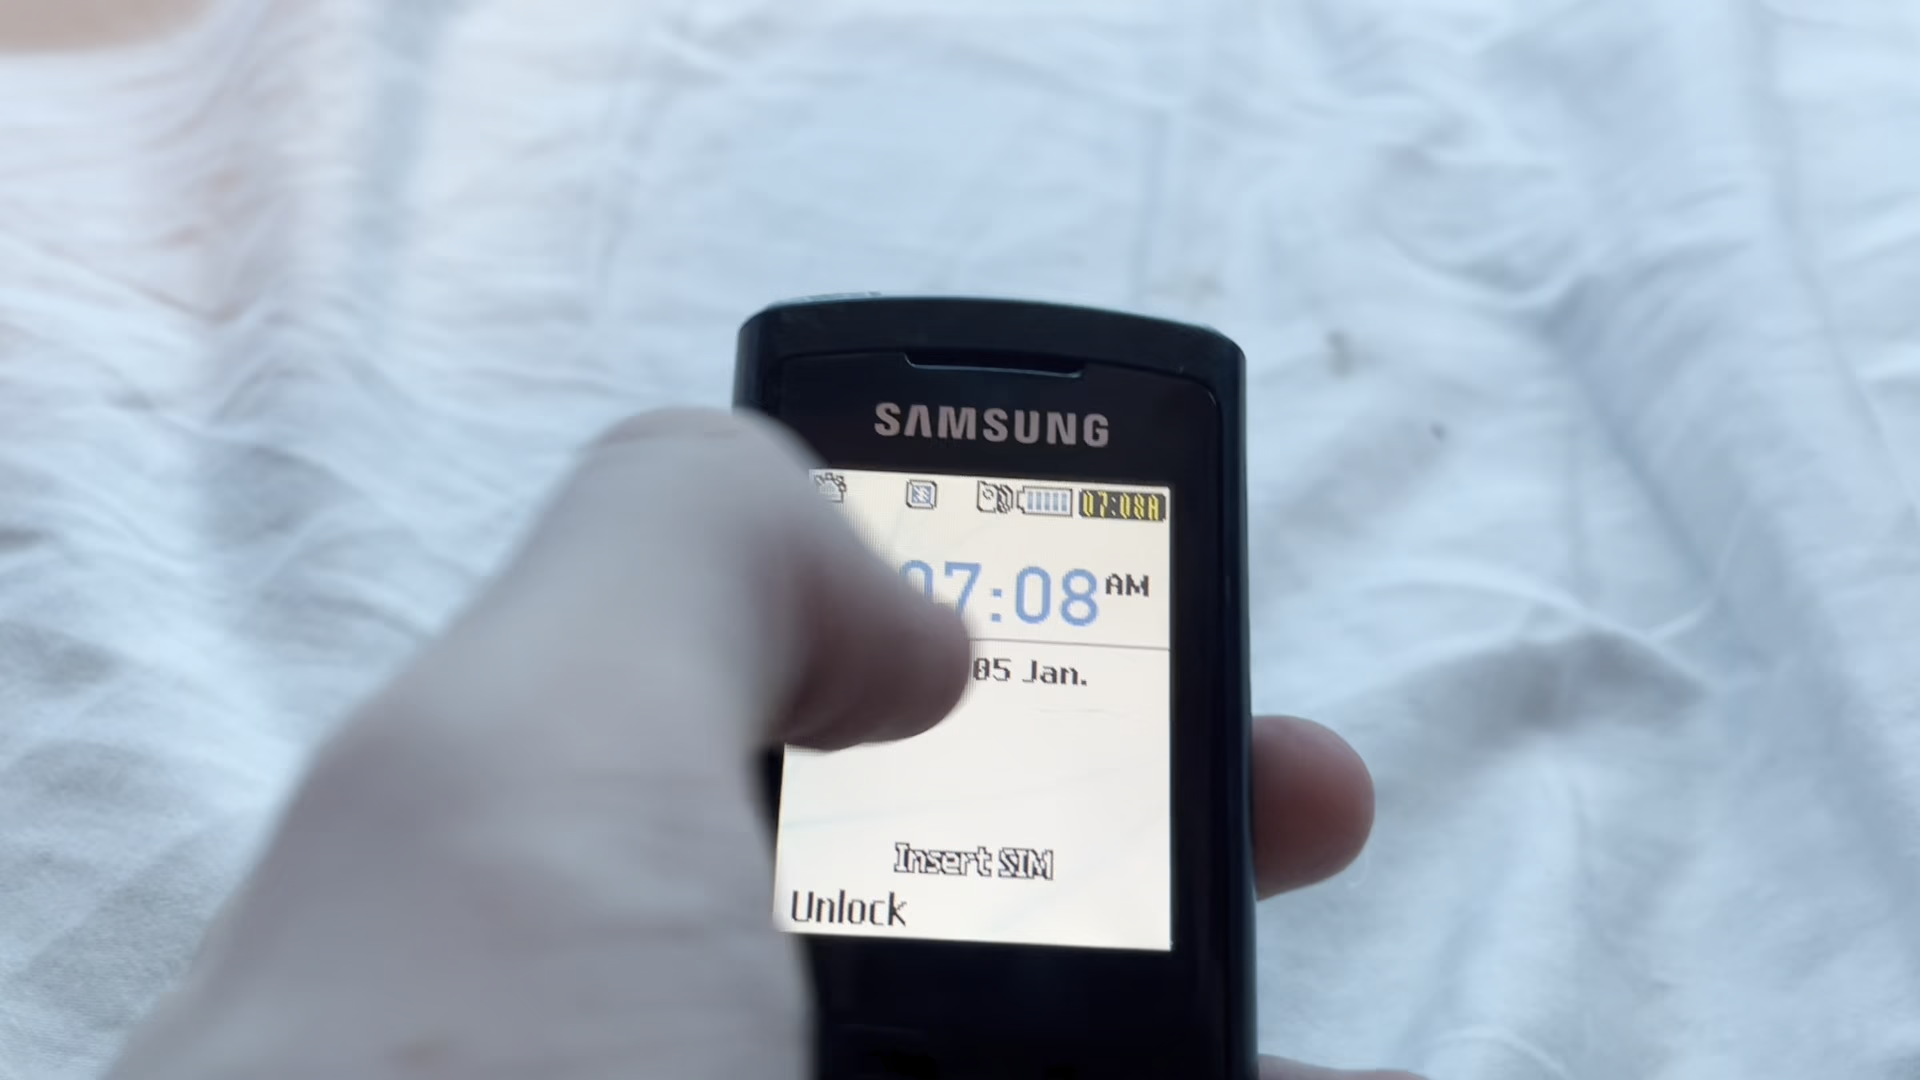 SAMSUNG
07:08A
07:08 AM
05 Jan.
Insert SIM
Unlock